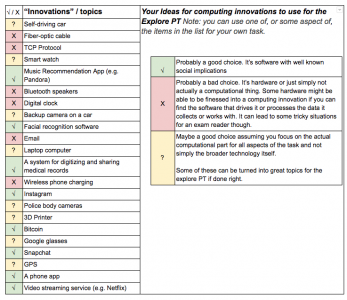 √ / X "Innovations" / topics
? Self-driving car
X Fiber-optic cable
X TCP Protocol
? Smart watch
√ Music Recommendation App (e.g.
Pandora)
X Bluetooth speakers
X Digital clock
? Backup camera on a car
√ Facial recognition software
X Email
? Laptop computer
√ A system for digitizing and sharing
medical records
X Wireless phone charging
√ Instagram
? Police body cameras
? 3D Printer
√ Bitcoin
? Google glasses
√ Snapchat
? GPS
√ A phone app
√ Video streaming service (e.g. Netflix)
Your Ideas for computing innovations to use for the
Explore PT Note: you can use one of, or some aspect of,
the items in the list for your own task.
√ Probably a good choice. It's software with well known
social implications
X Probably a bad choice. It's hardware or just simply not
actually a computational thing. Some hardware might be
able to be finessed into a computing innovation if you can
find the software that drives it or processes the data it
collects or works with. It can lead to some tricky situations
for an exam reader though.
? Maybe a good choice assuming you focus on the actual
computational part for all aspects of the task and not
simply the broader technology itself.
Some of these can be turned into great topics for the
explore PT if done right.